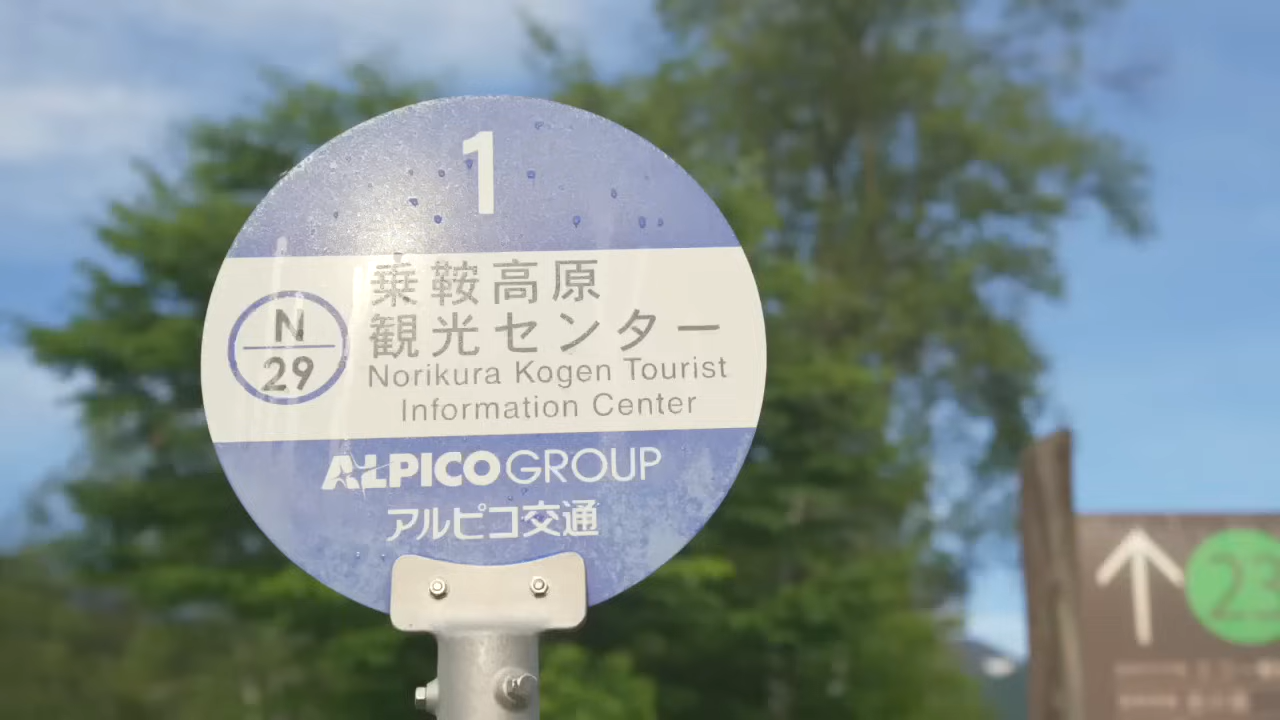 1
乗鞍高原
N
観光センター
29
Norikura Kogen Tourist
Information Center
ALPICO GROUP
アルピコ交通
23